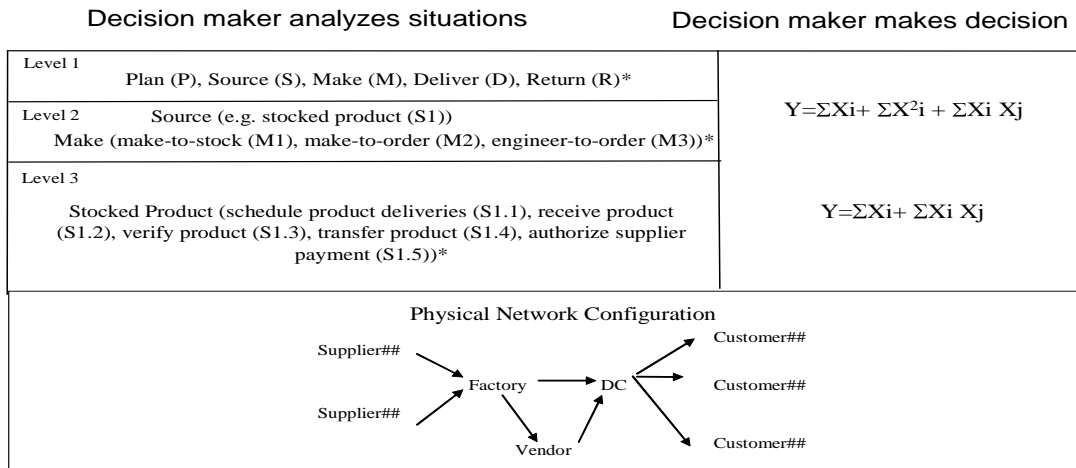 Decision maker analyzes situations
Decision maker makes decision
Level 1
Plan (P), Source (S), Make (M), Deliver (D), Return (R)*
Level 2
Source (e.g. stocked product (S1))
Make (make-to-stock (M1), make-to-order (M2), engineer-to-order (M3))*
Y=ΣXi+ ΣX²i + ΣXi Xj
Level 3
Stocked Product (schedule product deliveries (S1.1), receive product
(S1.2), verify product (S1.3), transfer product (S1.4), authorize supplier
payment (S1.5))*
Y=ΣXi+ ΣXi Xj
Physical Network Configuration
Supplier##
Customer##
Factory
DC
Customer##
Supplier##
Vendor
Customer##